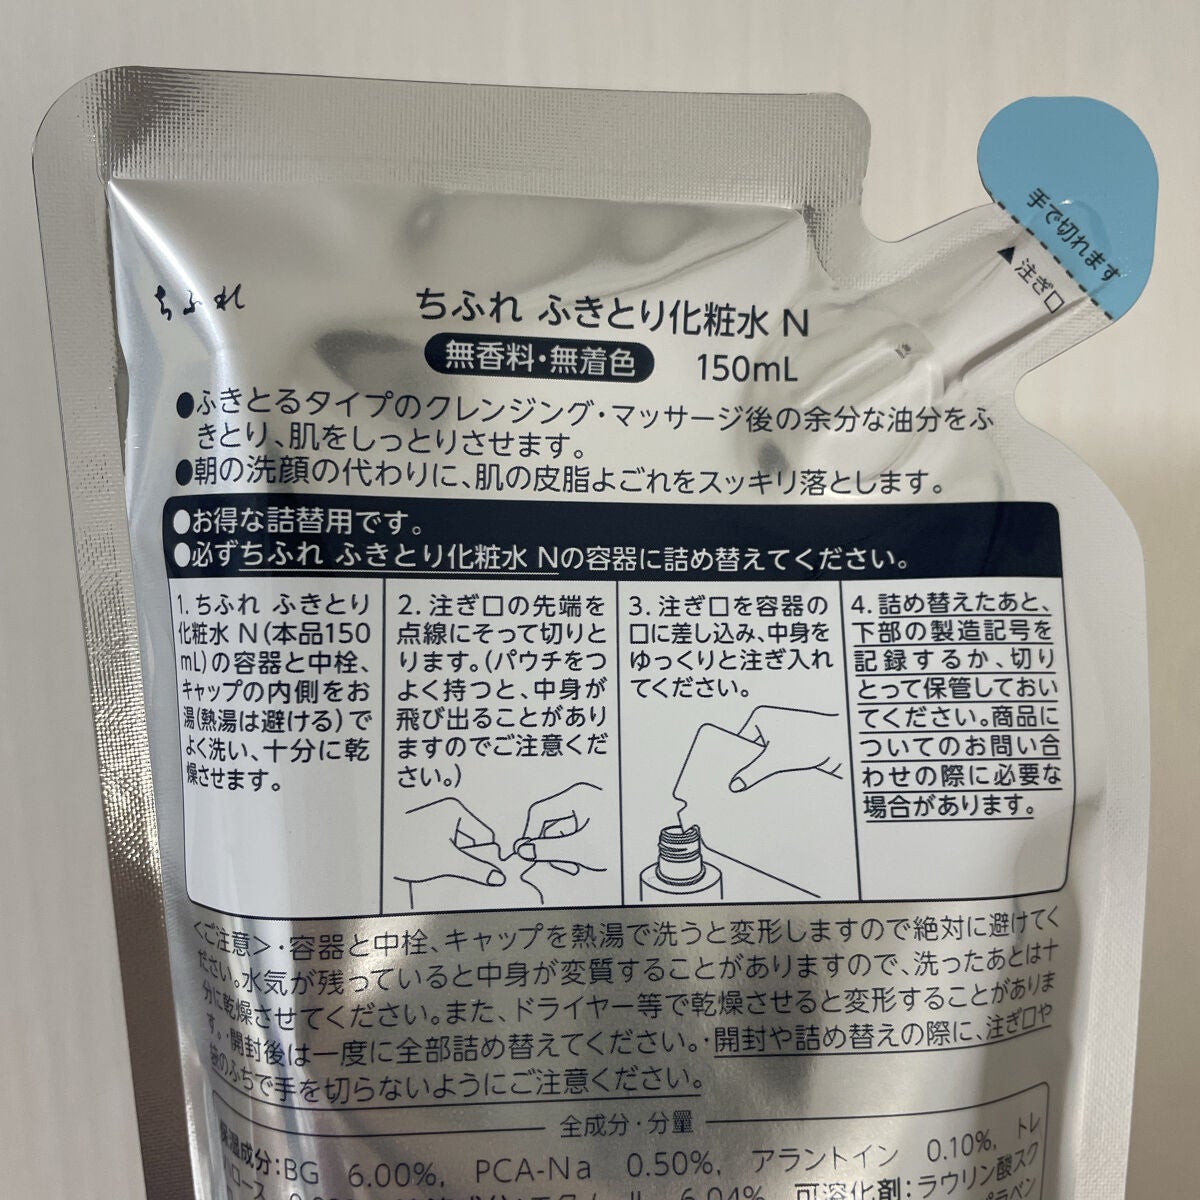 手で切れます
▲注ぎ口
ちふれ
ちふれ ふきとり化粧水 N
無香料・無着色 150mL
●ふきとるタイプのクレンジング・マッサージ後の余分な油分をふ
きとり、肌をしっとりさせます。
●朝の洗顔の代わりに、肌の皮脂よごれをスッキリ落とします。
●お得な詰替用です。
●必ずちふれ ふきとり化粧水 Nの容器に詰め替えてください。
1. ちふれ ふきとり
化粧水 N(本品150
mL)の容器と中栓、
キャップの内側をお
湯(熱湯は避ける)で
よく洗い、十分に乾
燥させます。
2. 注ぎ口の先端を
点線にそって切りと
ります。(パウチをつ
よく持つと、中身が
飛び出ることがあり
ますのでご注意くだ
さい。)
3. 注ぎ口を容器の
口に差し込み、中身を
ゆっくりと注ぎ入れ
てください。
4. 詰め替えたあと、
下部の製造記号を
記録するか、切り
とって保管しておい
てください。商品に
ついてのお問い合
わせの際に必要な
場合があります。
<ご注意>・容器と中栓、キャップを熱湯で洗うと変形しますので絶対に避けてく
ださい。水気が残っていると中身が変質することがありますので、洗ったあとは十
分に乾燥させてください。また、ドライヤー等で乾燥させると変形することがありま
す。・開封後は一度に全部詰め替えてください。・開封や詰め替えの際に、注ぎ口や
袋のふちで手を切らないようにご注意ください。
全成分・分量
保湿成分:BG 6.00%, PCA-Na 0.50%, アラントイン 0.10%, トレ
ハロース エタノール 6.04% 可溶化剤:ラウリン酸スク